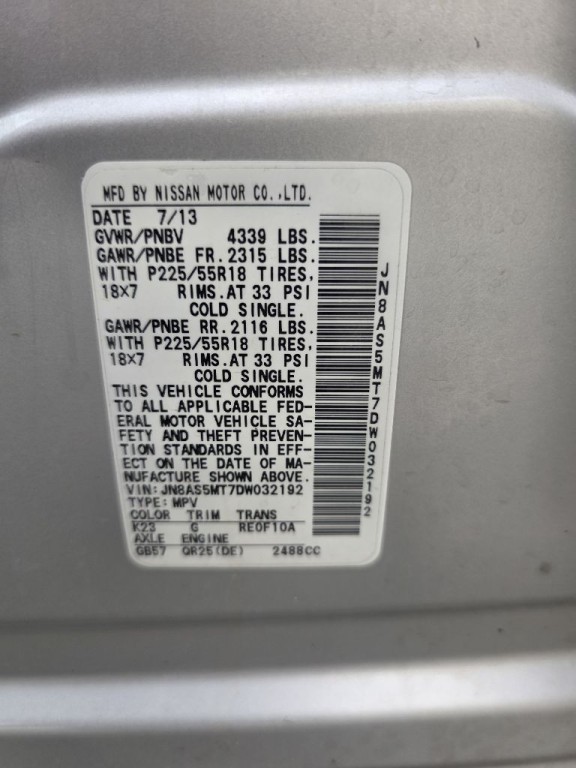 MFD BY NISSAN MOTOR CO.,LTD.
DATE 7/13
GVWR/PNBV 4339 LBS.
GAWR/PNBE FR. 2315 LBS.
WITH P225/55R18 TIRES,
18×7 RIMS. AT 33 PSI
COLD SINGLE.
GAWR/PNBE RR. 2116 LBS.
WITH P225/55R18 TIRES,
18×7 RIMS. AT 33 PSI
COLD SINGLE.
THIS VEHICLE CONFORMS
TO ALL APPLICABLE FED-
ERAL MOTOR VEHICLE SA-
FETY AND THEFT PREVEN-
TION STANDARDS IN EFF-
ECT ON THE DATE OF MA-
NUFACTURE SHOWN ABOVE.
VIN: JN8AS5MT7DW032192
TYPE: MPV
COLOR TRIM TRANS
K23 G RE0F10A
AXLE ENGINE
GB57 QR25(DE) 2488CC
JN8AS5MT7DW032192